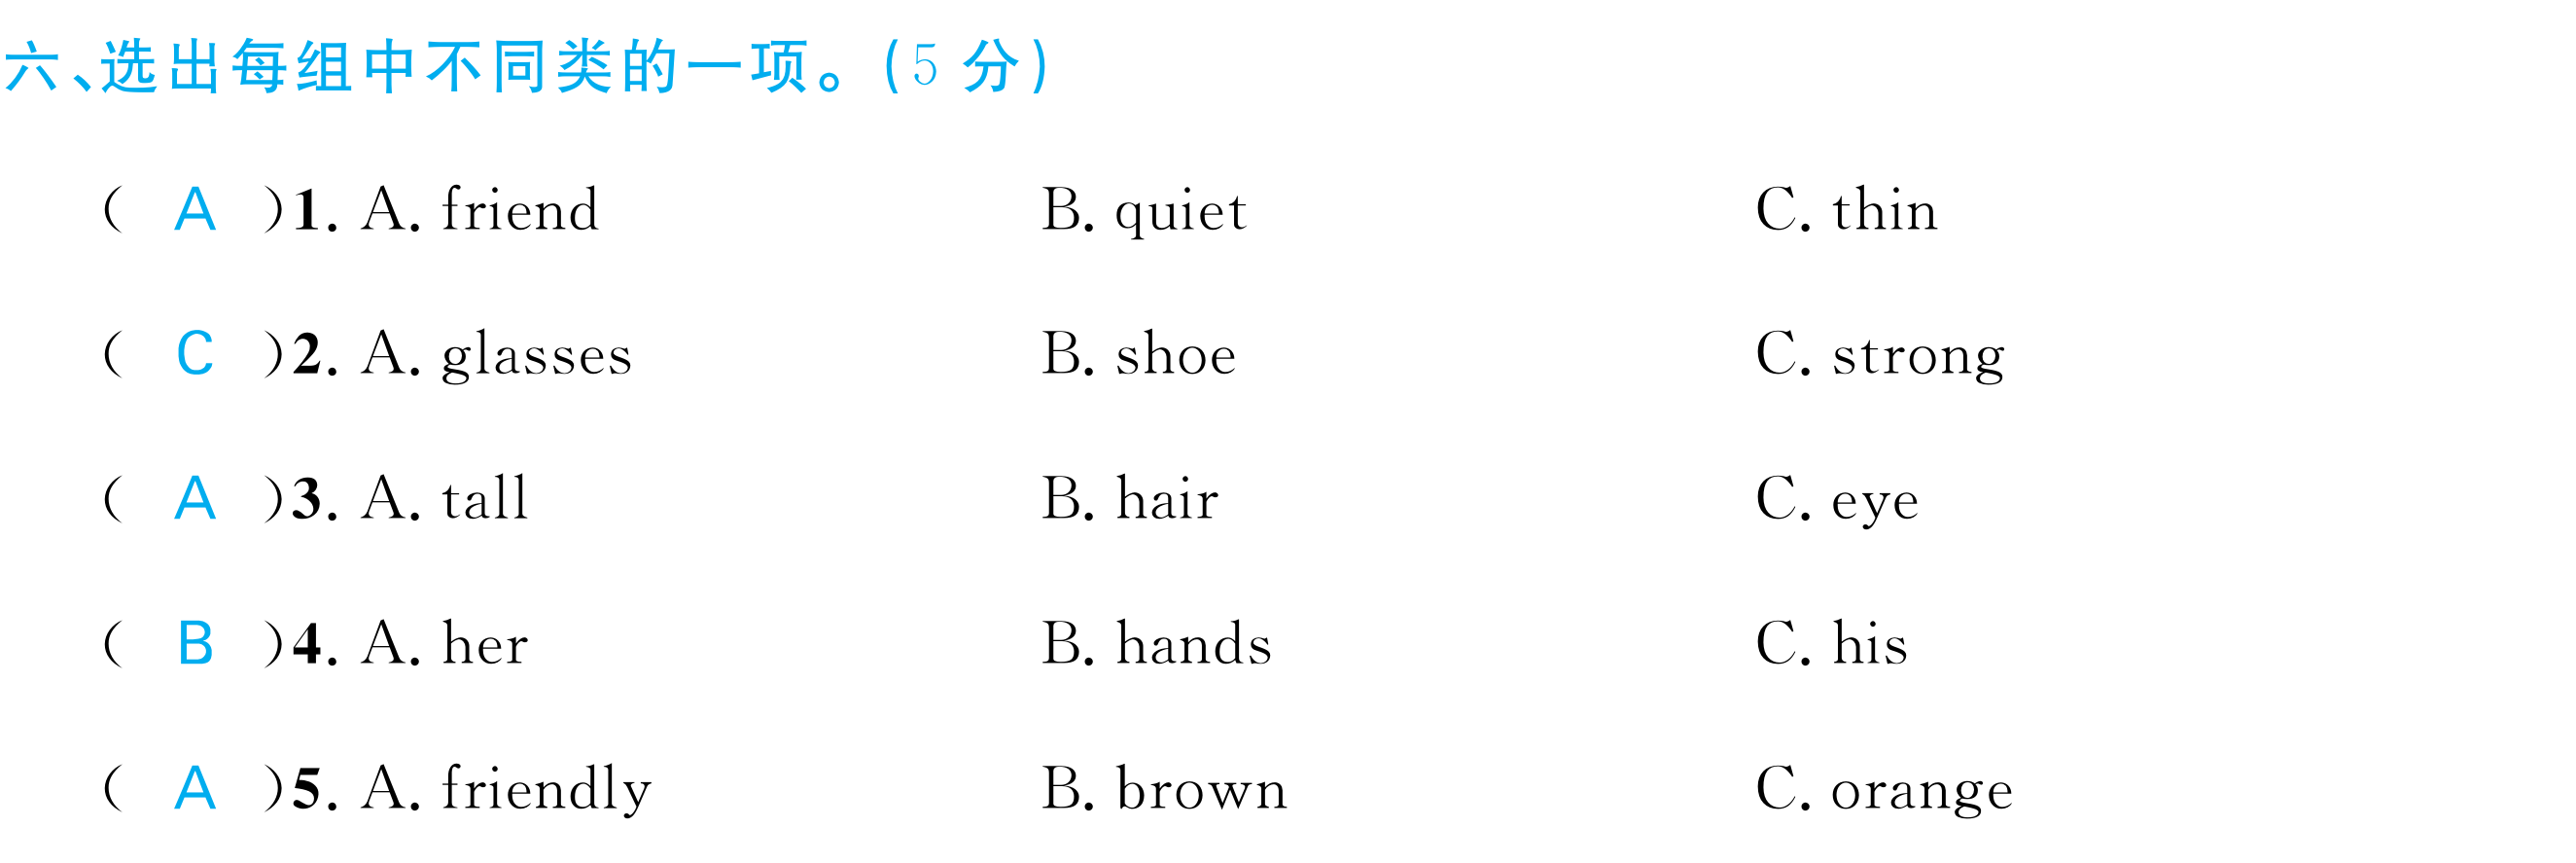 六、选出每组中不同类的一项。(5 分)
( A )1. A. friend B. quiet C. thin
( C )2. A. glasses B. shoe C. strong
( A )3. A. tall B. hair C. eye
( B )4. A. her B. hands C. his
( A )5. A. friendly B. brown C. orange